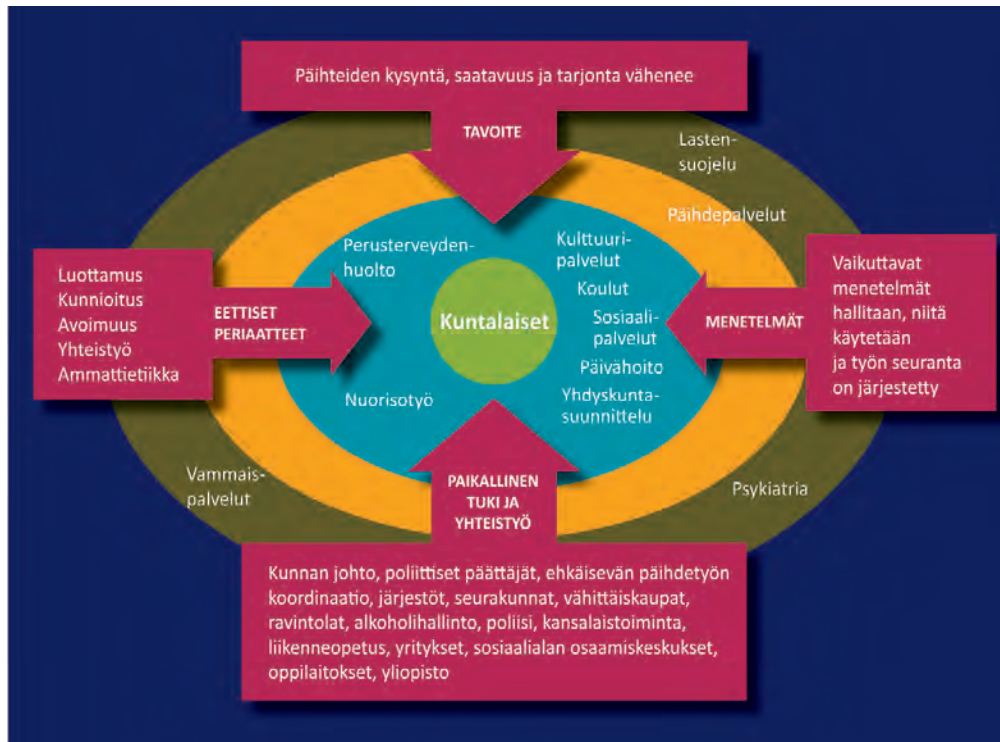 Päihteiden kysyntä, saatavuus ja tarjonta vähenee
TAVOITE
Lasten-
suojelu
Päihdepalvelut
Perusterveyden-
huolto
Kulttuuri-
palvelut
Koulut
Sosiaali-
palvelut
Päivähoito
Yhdyskunta-
suunnittelu
Kuntalaiset
Nuorisotyö
Luottamus
Kunnioitus
Avoimuus
Yhteistyö
Ammattietiikka
EETTISET
PERIAATTEET
MENETELMÄT
Vaikuttavat
menetelmät
hallitaan, niitä
käytetään
ja työn seuranta
on järjestetty
Vammais-
palvelut
Psykiatria
PAIKALLINEN
TUKI JA
YHTEISTYÖ
Kunnan johto, poliittiset päättäjät, ehkäisevän päihdetyön
koordinaatio, järjestöt, seurakunnat, vähittäiskaupat,
ravintolat, alkoholihallinto, poliisi, kansalaistoiminta,
liikenneopetus, yritykset, sosiaalialan osaamiskeskukset,
oppilaitokset, yliopisto